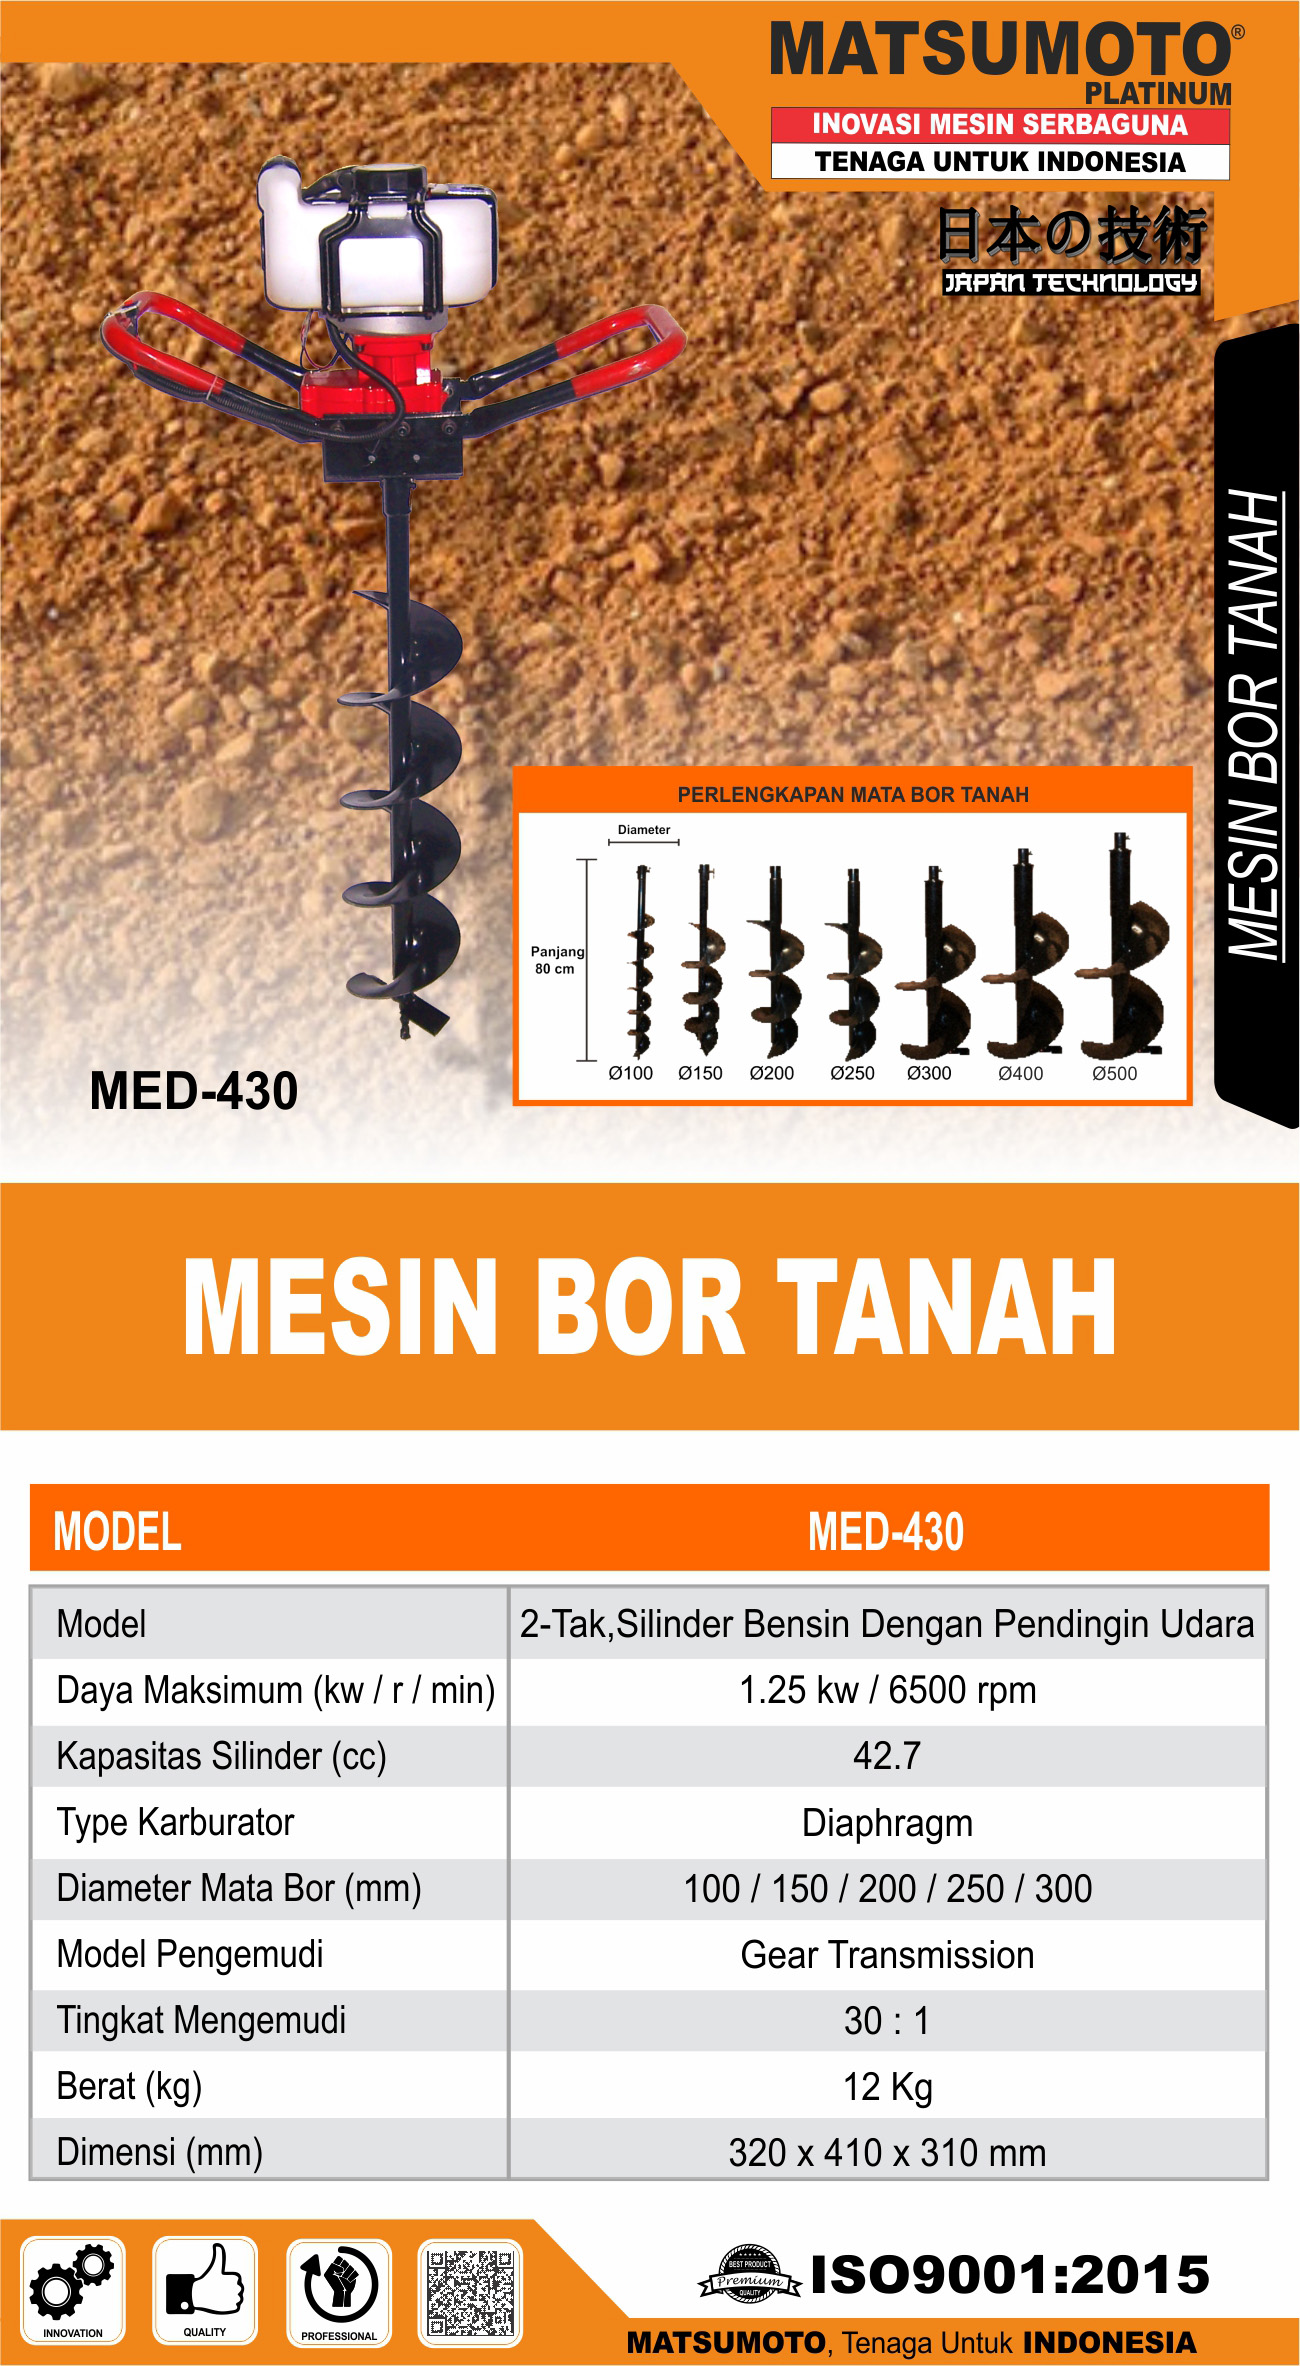 MATSUMOTO®
PLATINUM
INOVASI MESIN SERBAGUNA
TENAGA UNTUK INDONESIA
日本の技術
JAPAN TECHNOLOGY
MESIN BOR TANAH
PERLENGKAPAN MATA BOR TANAH
Diameter
Panjang
80 cm
Ø100 Ø150 Ø200 Ø250 Ø300 Ø400 Ø500
MED-430
MESIN BOR TANAH
MODEL MED-430
Model 2-Tak,Silinder Bensin Dengan Pendingin Udara
Daya Maksimum (kw / r / min) 1.25 kw / 6500 rpm
Kapasitas Silinder (cc) 42.7
Type Karburator Diaphragm
Diameter Mata Bor (mm) 100 / 150 / 200 / 250 / 300
Model Pengemudi Gear Transmission
Tingkat Mengemudi 30 : 1
Berat (kg) 12 Kg
Dimensi (mm) 320 x 410 x 310 mm
INNOVATION
QUALITY
PROFESSIONAL
BEST PRODUCT
Premium
QUALITY
ISO9001:2015
MATSUMOTO, Tenaga Untuk INDONESIA